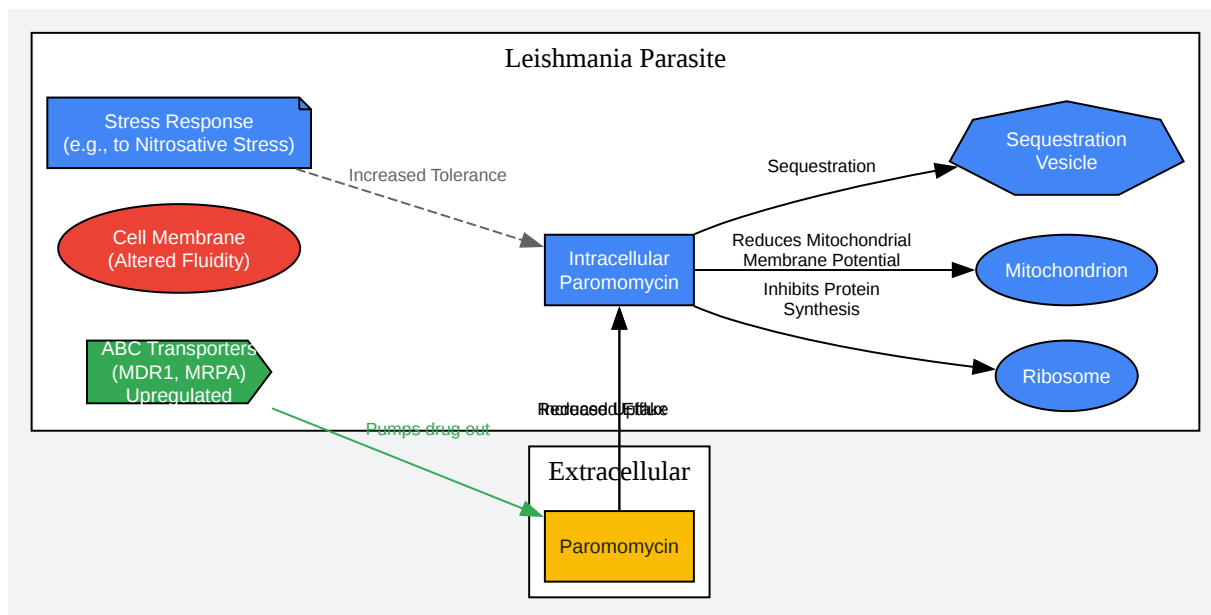 Leishmania Parasite
Stress Response
(e.g., to Nitrosative Stress)
Increased Tolerance
Sequestration
Sequestration
Vesicle
Cell Membrane
(Altered Fluidity)
Intracellular
Paromomycin
Reduces Mitochondrial
Membrane Potential
Mitochondrion
Inhibits Protein
Synthesis
ABC Transporters
(MDR1, MRPA)
Upregulated
Ribosome
Pumps drug out
Extracellular
Paromomycin